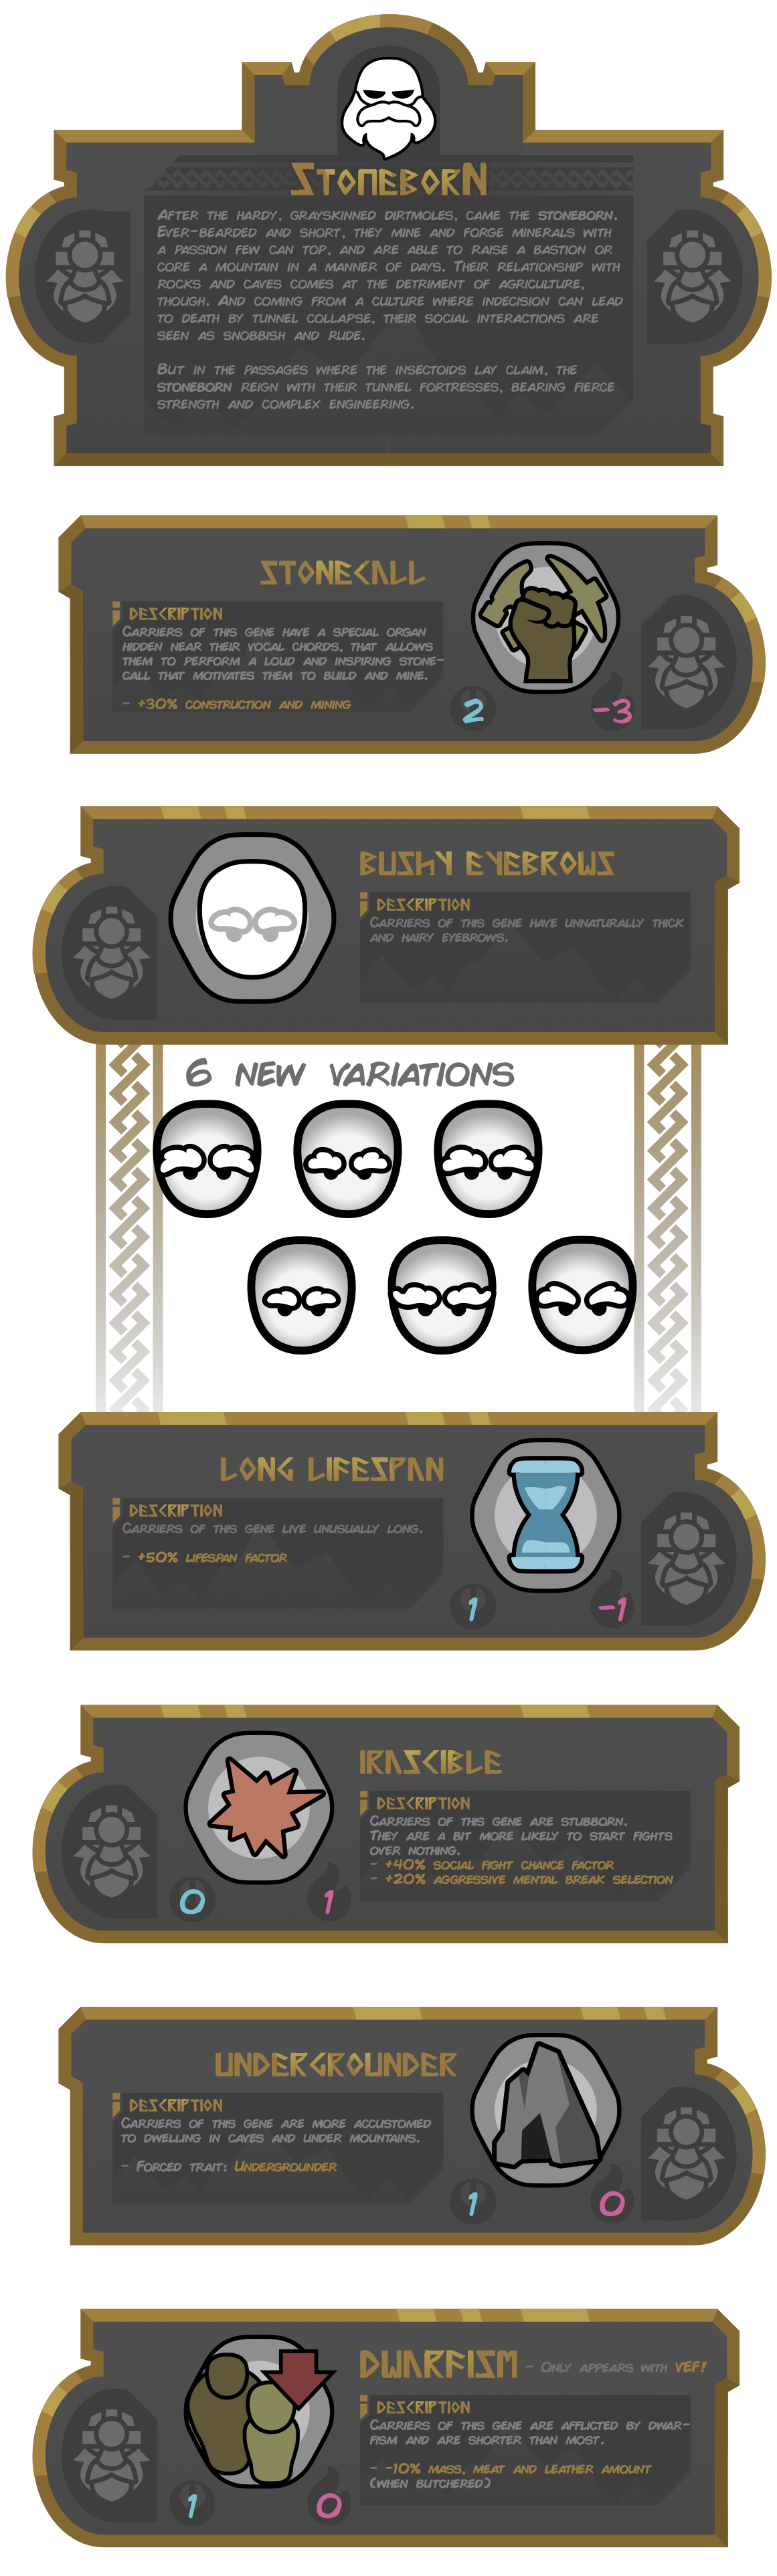 STONEBORN
AFTER THE HARDY, GRAYSKINNED DIRTMOLES, CAME THE STONEBORN.
EVER-BEARDED AND SHORT, THEY MINE AND FORGE MINERALS WITH
A PASSION FEW CAN TOP, AND ARE ABLE TO RAISE A BASTION OR
CORE A MOUNTAIN IN A MANNER OF DAYS. THEIR RELATIONSHIP WITH
ROCKS AND CAVES COMES AT THE DETRIMENT OF AGRICULTURE,
THOUGH. AND COMING FROM A CULTURE WHERE INDECISION CAN LEAD
TO DEATH BY TUNNEL COLLAPSE, THEIR SOCIAL INTERACTIONS ARE
SEEN AS SNOBBISH AND RUDE.
BUT IN THE PASSAGES WHERE THE INSECTOIDS LAY CLAIM, THE
STONEBORN REIGN WITH THEIR TUNNEL FORTRESSES, BEARING FIERCE
STRENGTH AND COMPLEX ENGINEERING.
STONECALL
DESCRIPTION
CARRIERS OF THIS GENE HAVE A SPECIAL ORGAN
HIDDEN NEAR THEIR VOCAL CHORDS, THAT ALLOWS
THEM TO PERFORM A LOUD AND INSPIRING STONE-
CALL THAT MOTIVATES THEM TO BUILD AND MINE.
- +30% CONSTRUCTION AND MINING
2 -3
BUSHY EYEBROWS
DESCRIPTION
CARRIERS OF THIS GENE HAVE UNNATURALLY THICK
AND HAIRY EYEBROWS.
6 NEW VARIATIONS
LONG LIFESPAN
DESCRIPTION
CARRIERS OF THIS GENE LIVE UNUSUALLY LONG.
- +50% LIFESPAN FACTOR
1 -1
IRASCIBLE
DESCRIPTION
CARRIERS OF THIS GENE ARE STUBBORN.
THEY ARE A BIT MORE LIKELY TO START FIGHTS
OVER NOTHING.
- +40% SOCIAL FIGHT CHANCE FACTOR
- +20% AGGRESSIVE MENTAL BREAK SELECTION
0 1
UNDERGROUNDER
DESCRIPTION
CARRIERS OF THIS GENE ARE MORE ACCUSTOMED
TO DWELLING IN CAVES AND UNDER MOUNTAINS.
- FORCED TRAIT: UNDERGROUNDER
1 0
DWARFISM - ONLY APPEARS WITH VEF!
DESCRIPTION
CARRIERS OF THIS GENE ARE AFFLICTED BY DWAR-
FISM AND ARE SHORTER THAN MOST.
- -10% MASS, MEAT AND LEATHER AMOUNT
(WHEN BUTCHERED)
1 0